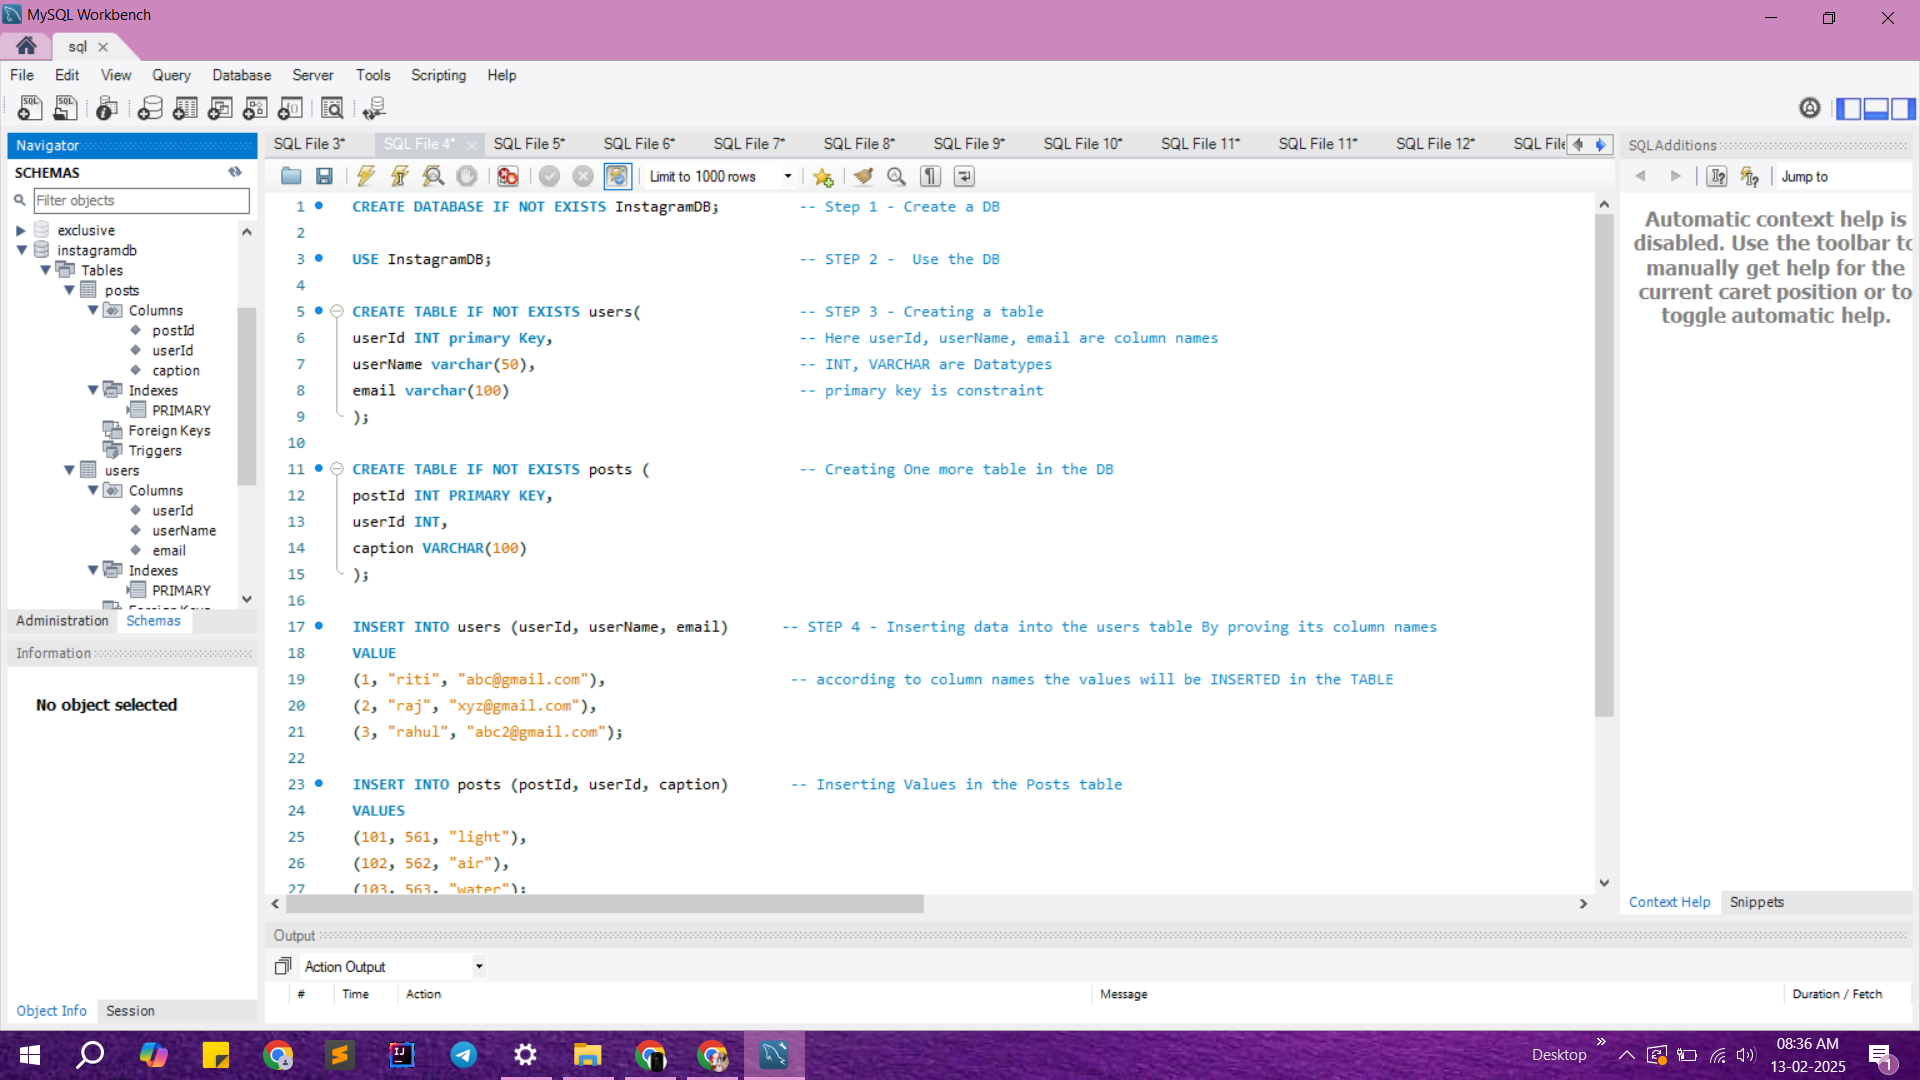 MySQL Workbench
sql
File Edit View Query Database Server Tools Scripting Help
Navigator
SCHEMAS
Filter objects
exclusive
instagramdb
Tables
posts
Columns
postId
userId
caption
Indexes
PRIMARY
Foreign Keys
Triggers
users
Columns
userId
userName
email
Indexes
PRIMARY
Foreign Keys
Administration Schemas
Information
No object selected
Object Info Session
SQL File 3* SQL File 4* SQL File 5* SQL File 6* SQL File 7* SQL File 8* SQL File 9* SQL File 10* SQL File 11* SQL File 11* SQL File 12* SQL File
Limit to 1000 rows
1 CREATE DATABASE IF NOT EXISTS InstagramDB; -- Step 1 - Create a DB
2
3 USE InstagramDB; -- STEP 2 - Use the DB
4
5 CREATE TABLE IF NOT EXISTS users( -- STEP 3 - Creating a table
6 userId INT primary Key, -- Here userId, userName, email are column names
7 userName varchar(50), -- INT, VARCHAR are Datatypes
8 email varchar(100) -- primary key is constraint
9 );
10
11 CREATE TABLE IF NOT EXISTS posts ( -- Creating One more table in the DB
12 postId INT PRIMARY KEY,
13 userId INT,
14 caption VARCHAR(100)
15 );
16
17 INSERT INTO users (userId, userName, email) -- STEP 4 - Inserting data into the users table By proving its column names
18 VALUE
19 (1, "riti", "abc@gmail.com"), -- according to column names the values will be INSERTED in the TABLE
20 (2, "raj", "xyz@gmail.com"),
21 (3, "rahul", "abc2@gmail.com");
22
23 INSERT INTO posts (postId, userId, caption) -- Inserting Values in the Posts table
24 VALUES
25 (101, 561, "light"),
26 (102, 562, "air"),
27 (103, 563, "water");
SQLAdditions
Jump to
Automatic context help is
disabled. Use the toolbar to
manually get help for the
current caret position or to
toggle automatic help.
Context Help Snippets
Output
Action Output
# Time Action Message Duration / Fetch
Desktop
08:36 AM
13-02-2025
1